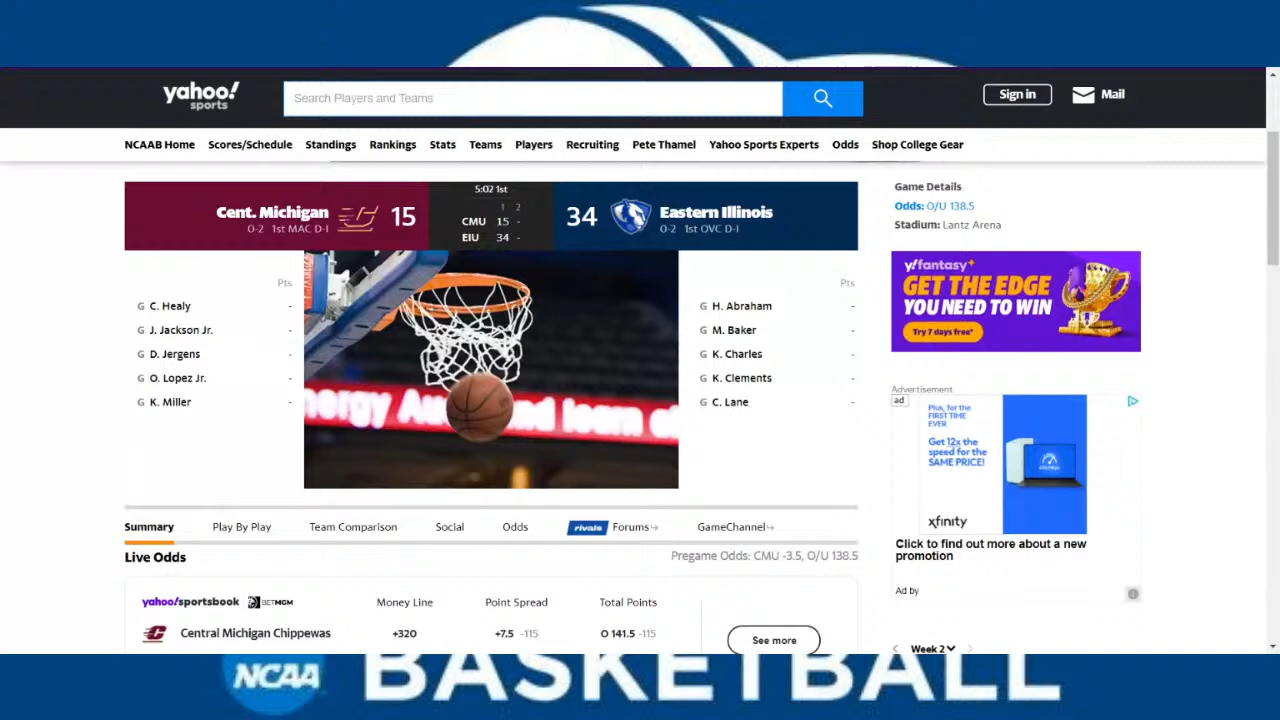 yahoo!
sports
Search Players and Teams
Sign in
Mail
NCAAB Home Scores/Schedule Standings Rankings Stats Teams Players Recruiting Pete Thamel Yahoo Sports Experts Odds Shop College Gear
Cent. Michigan
0-2 1st MAC D-I
15
5:02 1st
1 2
CMU 15 -
EIU 34 -
34
Eastern Illinois
0-2 1st OVC D-I
Pts
G C. Healy -
G J. Jackson Jr. -
G D. Jergens -
G O. Lopez Jr. -
G K. Miller -
Pts
G H. Abraham -
G M. Baker -
G K. Charles -
G K. Clements -
G C. Lane -
Game Details
Odds: O/U 138.5
Stadium: Lantz Arena
y!fantasy+
GET THE EDGE
YOU NEED TO WIN
Try 7 days free*
Advertisement
ad
Plus, for the
FIRST TIME
EVER
Get 12x the
speed for the
SAME PRICE!
xfinity
Click to find out more about a new
promotion
Ad by
Summary Play By Play Team Comparison Social Odds rivals Forums GameChannel
Live Odds
Pregame Odds: CMU -3.5, O/U 138.5
yahoo!sportsbook BETMGM Money Line Point Spread Total Points
Central Michigan Chippewas +320 +7.5 -115 O 141.5 -115
See more
Week 2
NCAA BASKETBALL